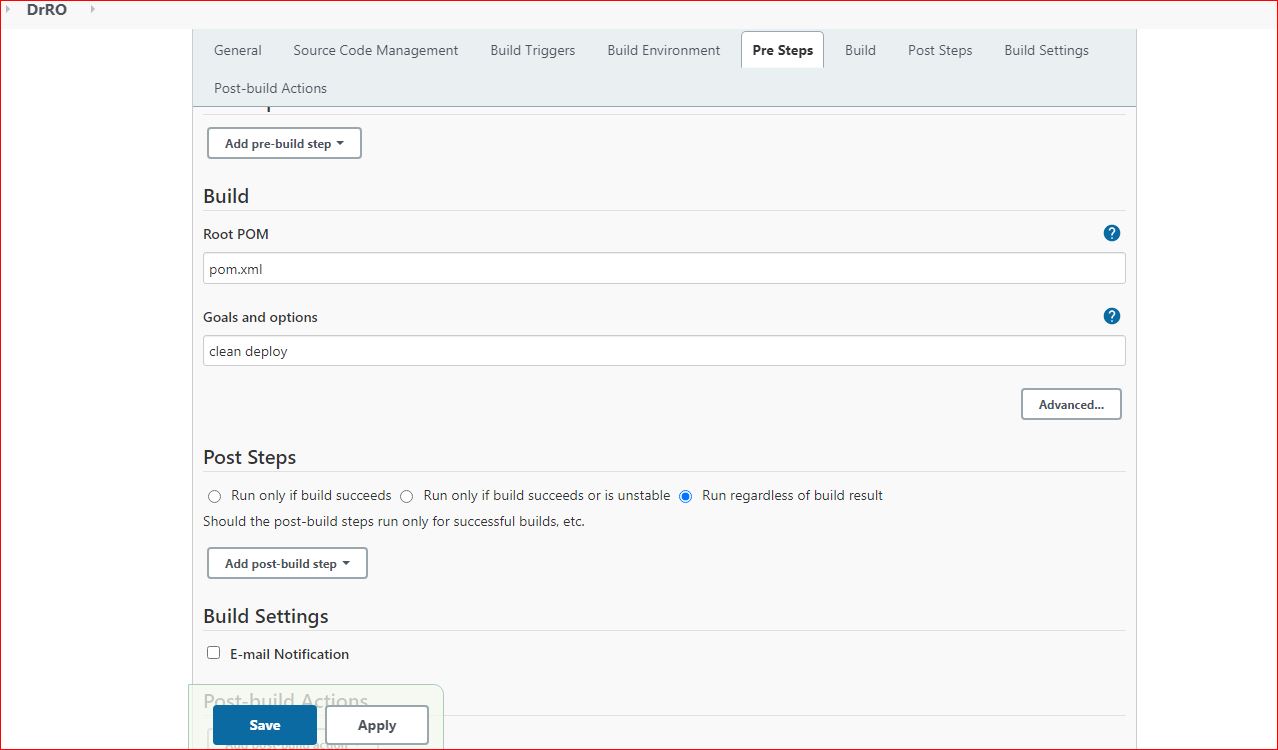 DrRO
General Source Code Management Build Triggers Build Environment Pre Steps Build Post Steps Build Settings
Post-build Actions
Add pre-build step
Build
Root POM
pom.xml
Goals and options
clean deploy
Advanced...
Post Steps
Run only if build succeeds Run only if build succeeds or is unstable Run regardless of build result
Should the post-build steps run only for successful builds, etc.
Add post-build step
Build Settings
E-mail Notification
Post-build Actions
Save Apply
Add post-build action